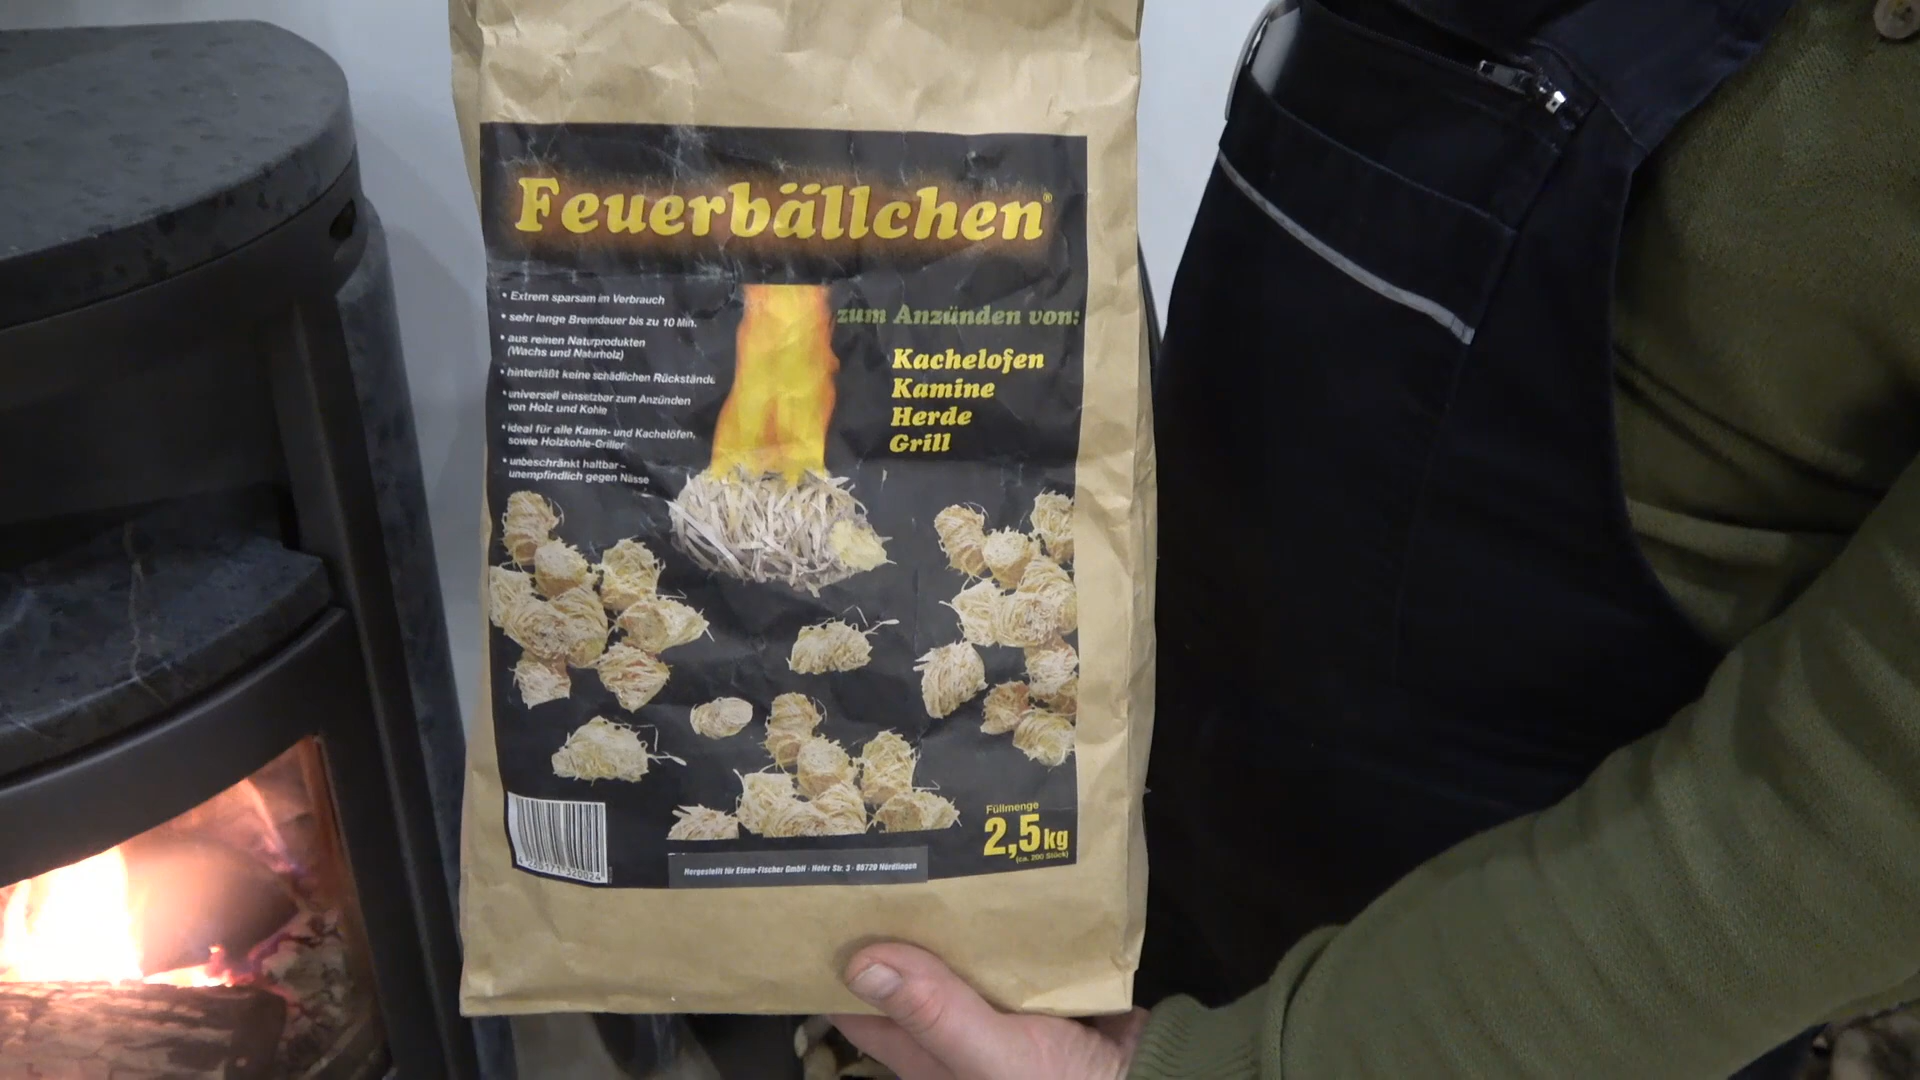 Feuerbällchen®
• Extrem sparsam im Verbrauch
• sehr lange Brenndauer bis zu 10 Min.
• aus reinen Naturprodukten
(Wachs und Naturholz)
• hinterläßt keine schädlichen Rückstände
• universell einsetzbar zum Anzünden
von Holz und Kohle
• ideal für alle Kamin- und Kachelöfen,
sowie Holzkohle-Griller
• unbeschränkt haltbar –
unempfindlich gegen Nässe
zum Anzünden von:
Kachelofen
Kamine
Herde
Grill
Füllmenge
2,5 kg
(ca. 200 Stück)
Hergestellt für Eisen-Fischer GmbH · Hofer Str. 3 · 86720 Nördlingen